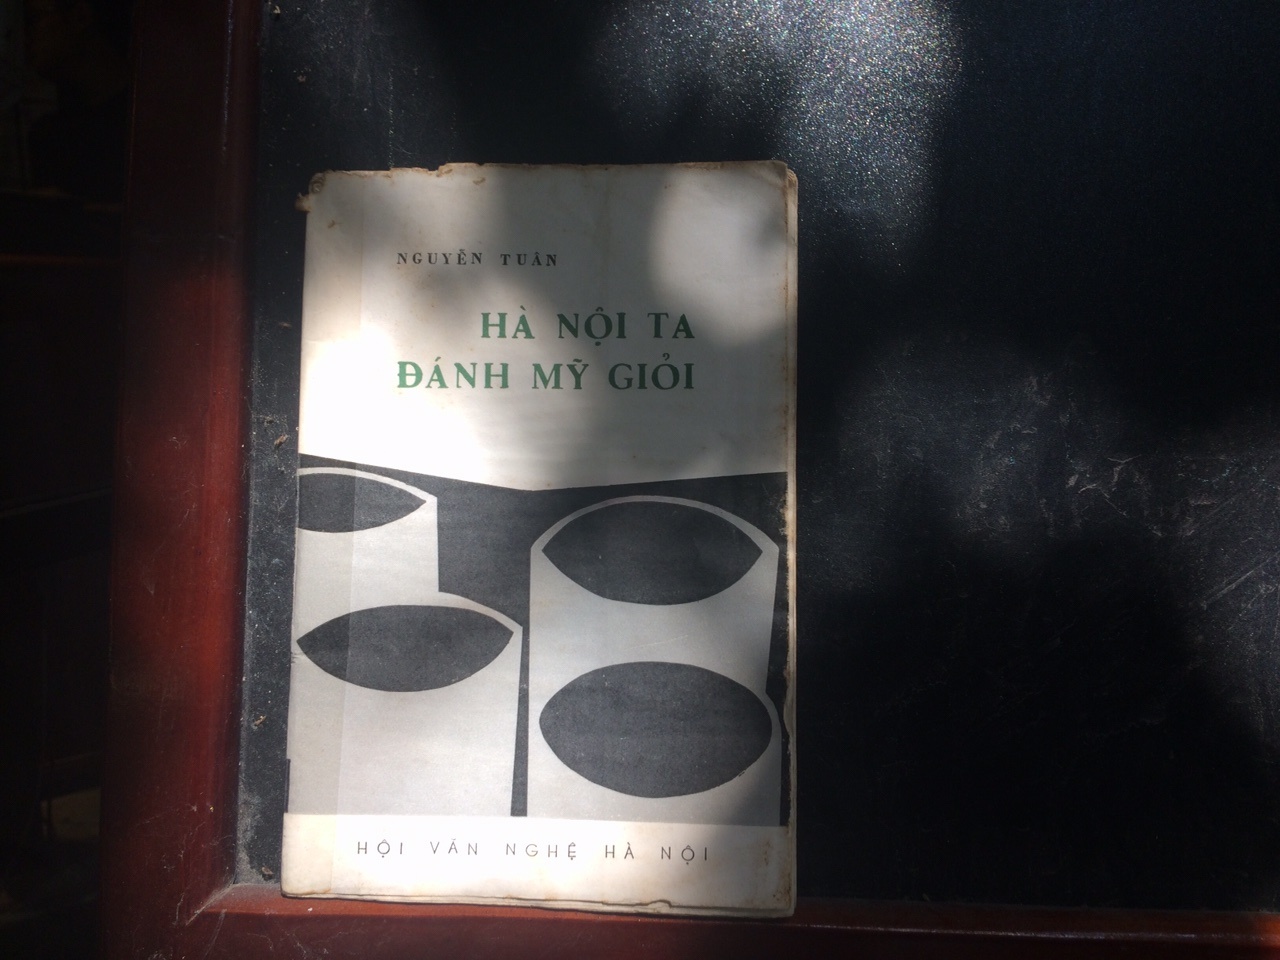 NGUYỄN TUÂN
HÀ NỘI TA
ĐÁNH MỸ GIỎI
HỘI VĂN NGHỆ HÀ NỘI